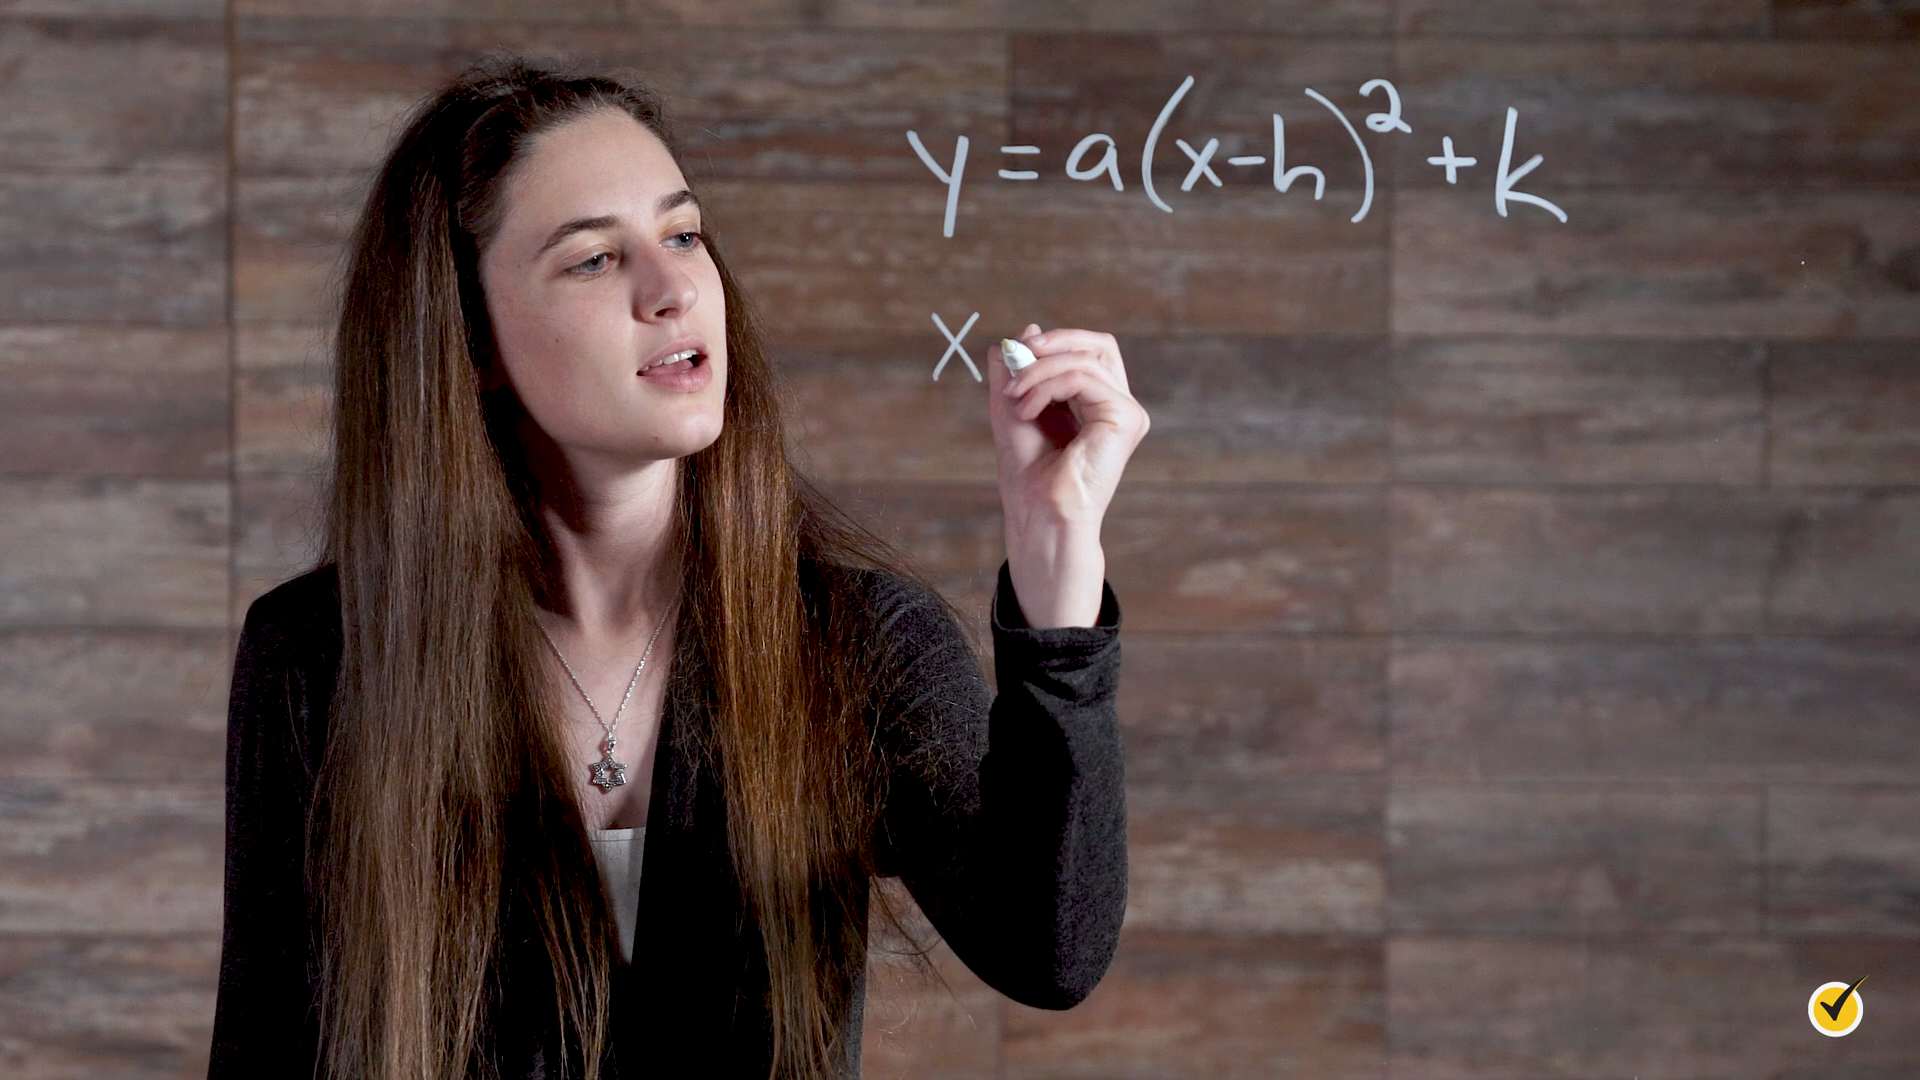 y = a(x-h)² + k
x